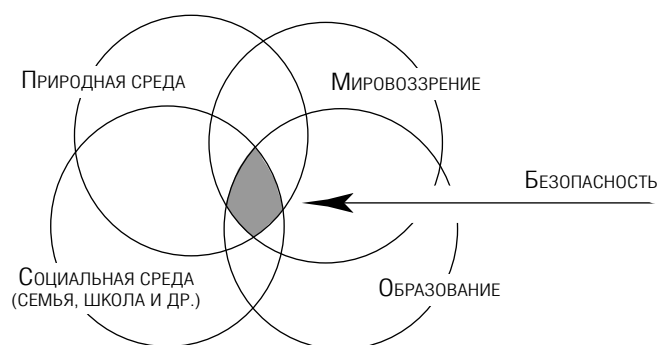 Природная среда
Мировоззрение
Безопасность
Социальная среда
(семья, школа и др.)
Образование